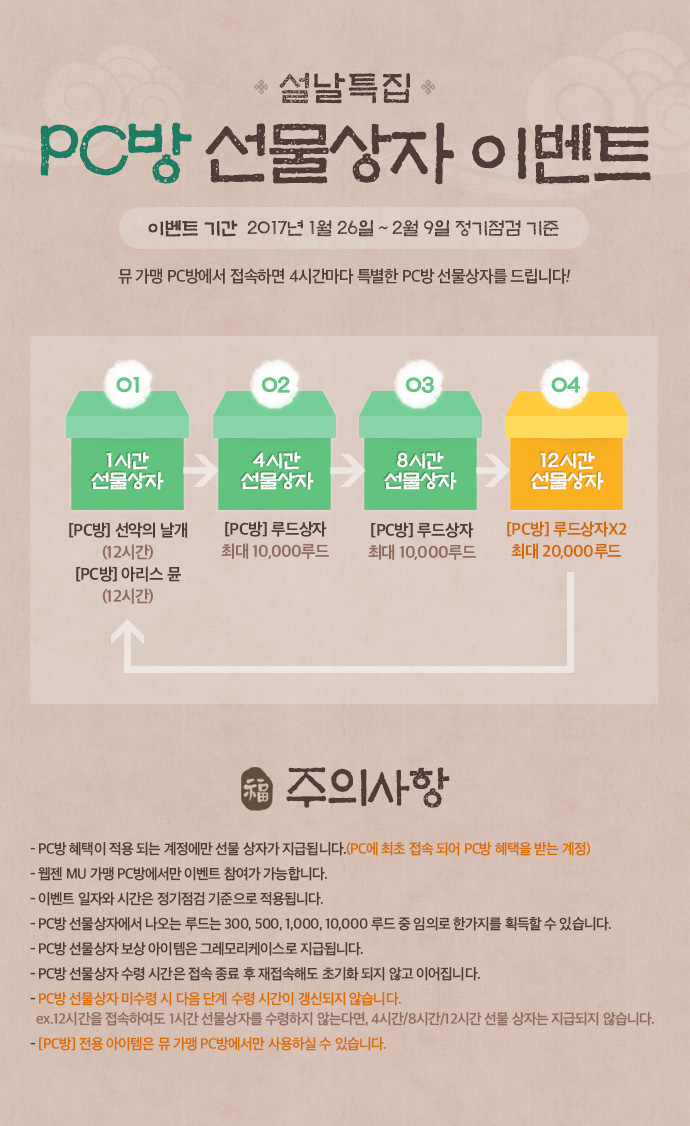 설날특집
PC방 선물상자 이벤트
이벤트 기간 2017년 1월 26일 ~ 2월 9일 정기점검 기준
뮤 가맹 PC방에서 접속하면 4시간마다 특별한 PC방 선물상자를 드립니다!
01 02 03 04
1시간 4시간 8시간 12시간
선물상자 선물상자 선물상자 선물상자
[PC방] 선악의 날개 [PC방] 루드상자 [PC방] 루드상자 [PC방] 루드상자X2
(12시간) 최대 10,000루드 최대 10,000루드 최대 20,000루드
[PC방] 아리스 뮨
(12시간)
福 주의사항
- PC방 혜택이 적용 되는 계정에만 선물 상자가 지급됩니다.(PC에 최초 접속 되어 PC방 혜택을 받는 계정)
- 웹젠 MU 가맹 PC방에서만 이벤트 참여가 가능합니다.
- 이벤트 일자와 시간은 정기점검 기준으로 적용됩니다.
- PC방 선물상자에서 나오는 루드는 300, 500, 1,000, 10,000 루드 중 임의로 한가지를 획득할 수 있습니다.
- PC방 선물상자 보상 아이템은 그레모리케이스로 지급됩니다.
- PC방 선물상자 수령 시간은 접속 종료 후 재접속해도 초기화 되지 않고 이어집니다.
- PC방 선물상자 미수령 시 다음 단계 수령 시간이 갱신되지 않습니다.
ex.12시간을 접속하여도 1시간 선물상자를 수령하지 않는다면, 4시간/8시간/12시간 선물 상자는 지급되지 않습니다.
- [PC방] 전용 아이템은 뮤 가맹 PC방에서만 사용하실 수 있습니다.